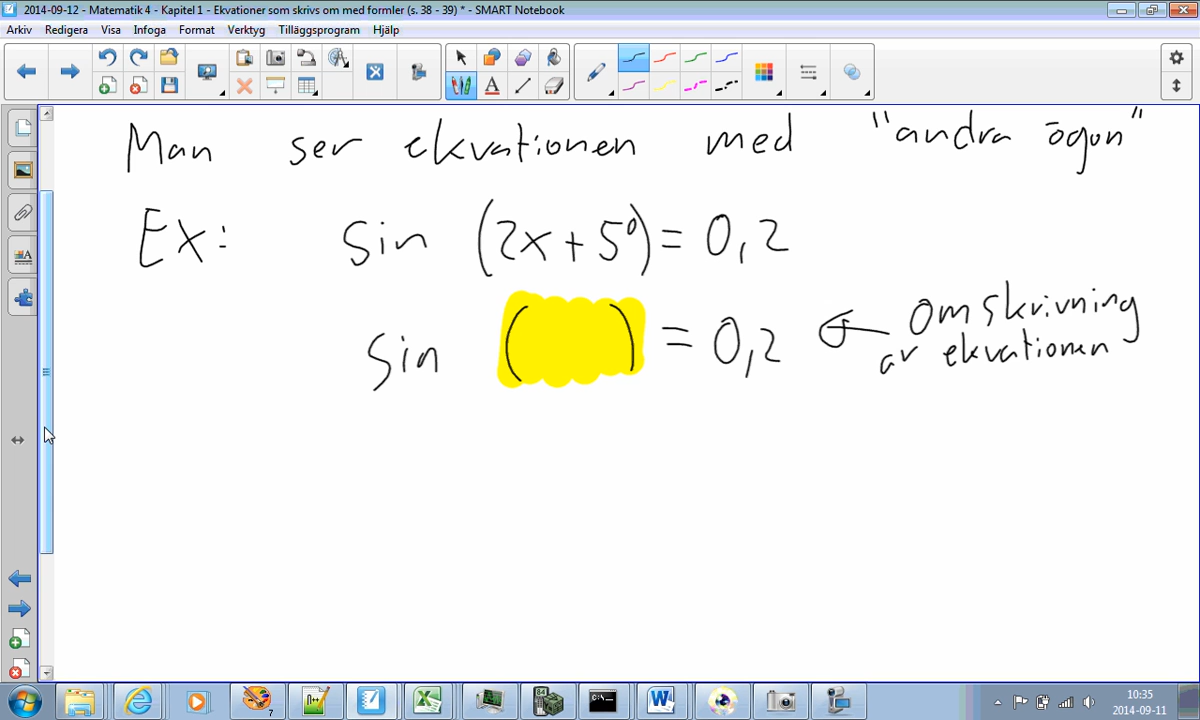 2014-09-12 - Matematik 4 - Kapitel 1 - Ekvationer som skrivs om med formler (s. 38 - 39) * - SMART Notebook
Arkiv Redigera Visa Infoga Format Verktyg Tilläggsprogram Hjälp
Man ser ekvationen med "andra ögon"
Ex: sin (2x+5°) = 0,2
sin ( ) = 0,2 ← Omskrivning
av ekvationen
10:35
2014-09-11